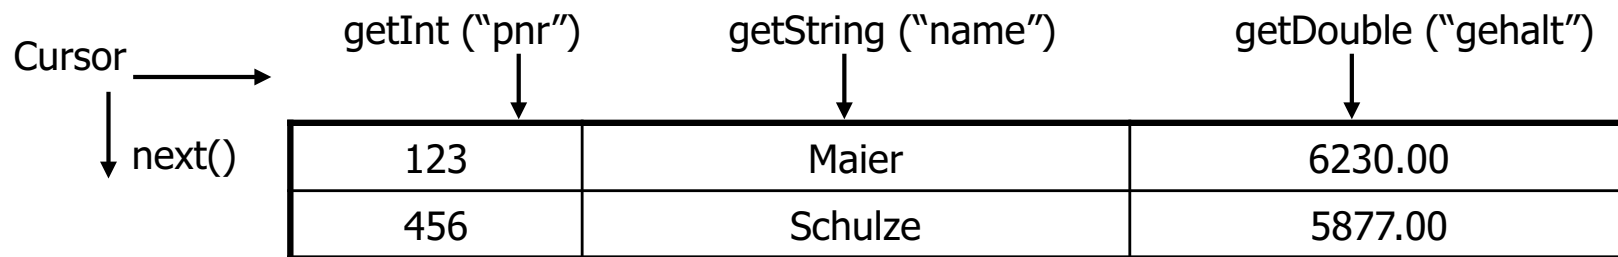 getInt (“pnr”) getString (“name”) getDouble (“gehalt”)
Cursor
next()
123 Maier 6230.00
456 Schulze 5877.00